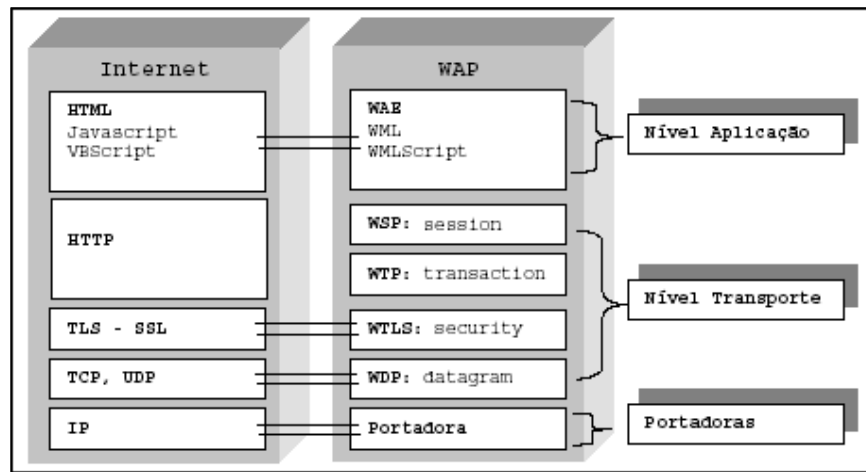 Internet
HTML
Javascript
VBScript
HTTP
TLS - SSL
TCP, UDP
IP
WAP
WAE
WML
WMLScript
WSP: session
WTP: transaction
WTLS: security
WDP: datagram
Portadora
Nível Aplicação
Nível Transporte
Portadoras